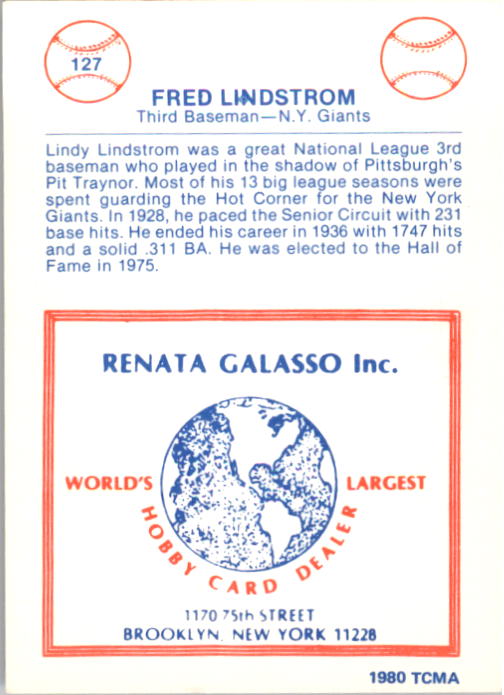 127
FRED LINDSTROM
Third Baseman—N.Y. Giants
Lindy Lindstrom was a great National League 3rd
baseman who played in the shadow of Pittsburgh's
Pit Traynor. Most of his 13 big league seasons were
spent guarding the Hot Corner for the New York
Giants. In 1928, he paced the Senior Circuit with 231
base hits. He ended his career in 1936 with 1747 hits
and a solid .311 BA. He was elected to the Hall of
Fame in 1975.
RENATA GALASSO Inc.
WORLD'S LARGEST
HOBBY CARD DEALER
1170 75th STREET
BROOKLYN, NEW YORK 11228
1980 TCMA